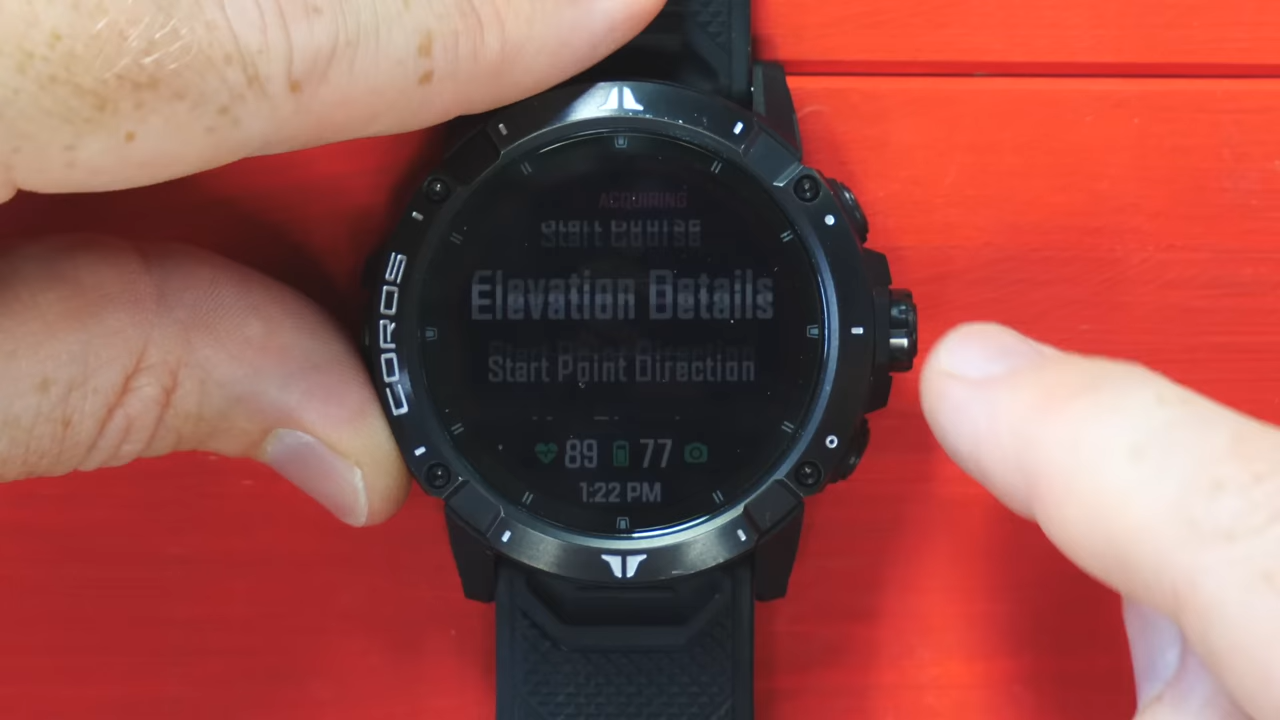 ACQUIRING
Start Course
Elevation Details
Start Point Direction
89 77
1:22 PM
COROS